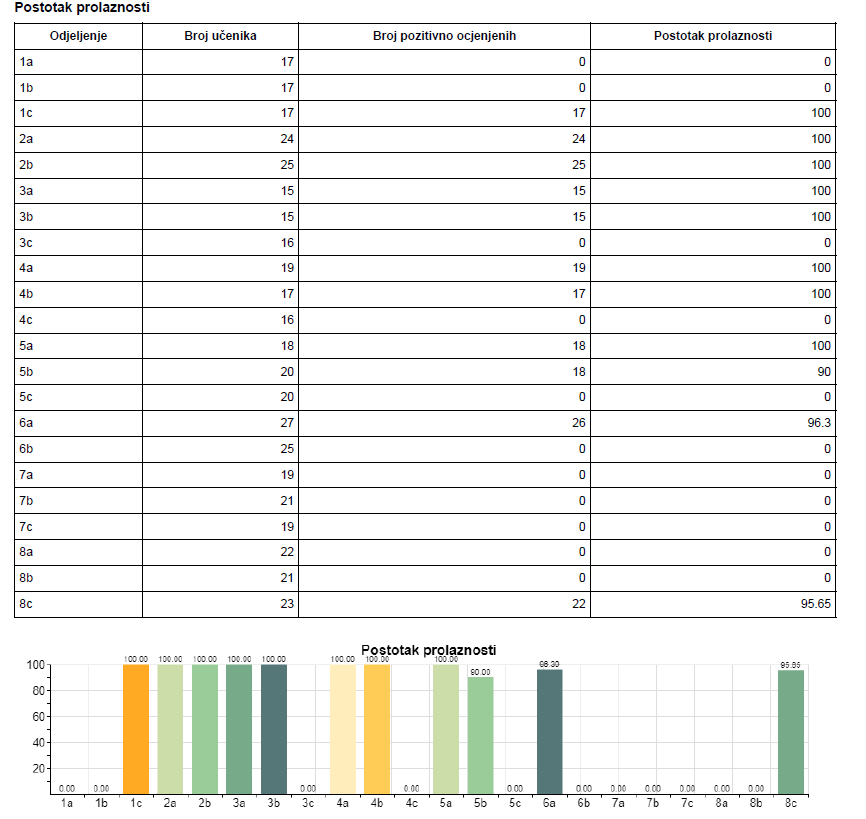 Postotak prolaznosti
Odjeljenje Broj učenika Broj pozitivno ocjenjenih Postotak prolaznosti
1a 17 0 0
1b 17 0 0
1c 17 17 100
2a 24 24 100
2b 25 25 100
3a 15 15 100
3b 15 15 100
3c 16 0 0
4a 19 19 100
4b 17 17 100
4c 16 0 0
5a 18 18 100
5b 20 18 90
5c 20 0 0
6a 27 26 96.3
6b 25 0 0
7a 19 0 0
7b 21 0 0
7c 19 0 0
8a 22 0 0
8b 21 0 0
8c 23 22 95.65
Postotak prolaznosti
100.00 100.00 100.00 100.00 100.00 100.00 100.00 100.00 96.30 95.65
100
90.00
80
60
40
20
0.00 0.00 0.00 0.00 0.00 0.00 0.00 0.00 0.00 0.00 0.00
1a 1b 1c 2a 2b 3a 3b 3c 4a 4b 4c 5a 5b 5c 6a 6b 7a 7b 7c 8a 8b 8c